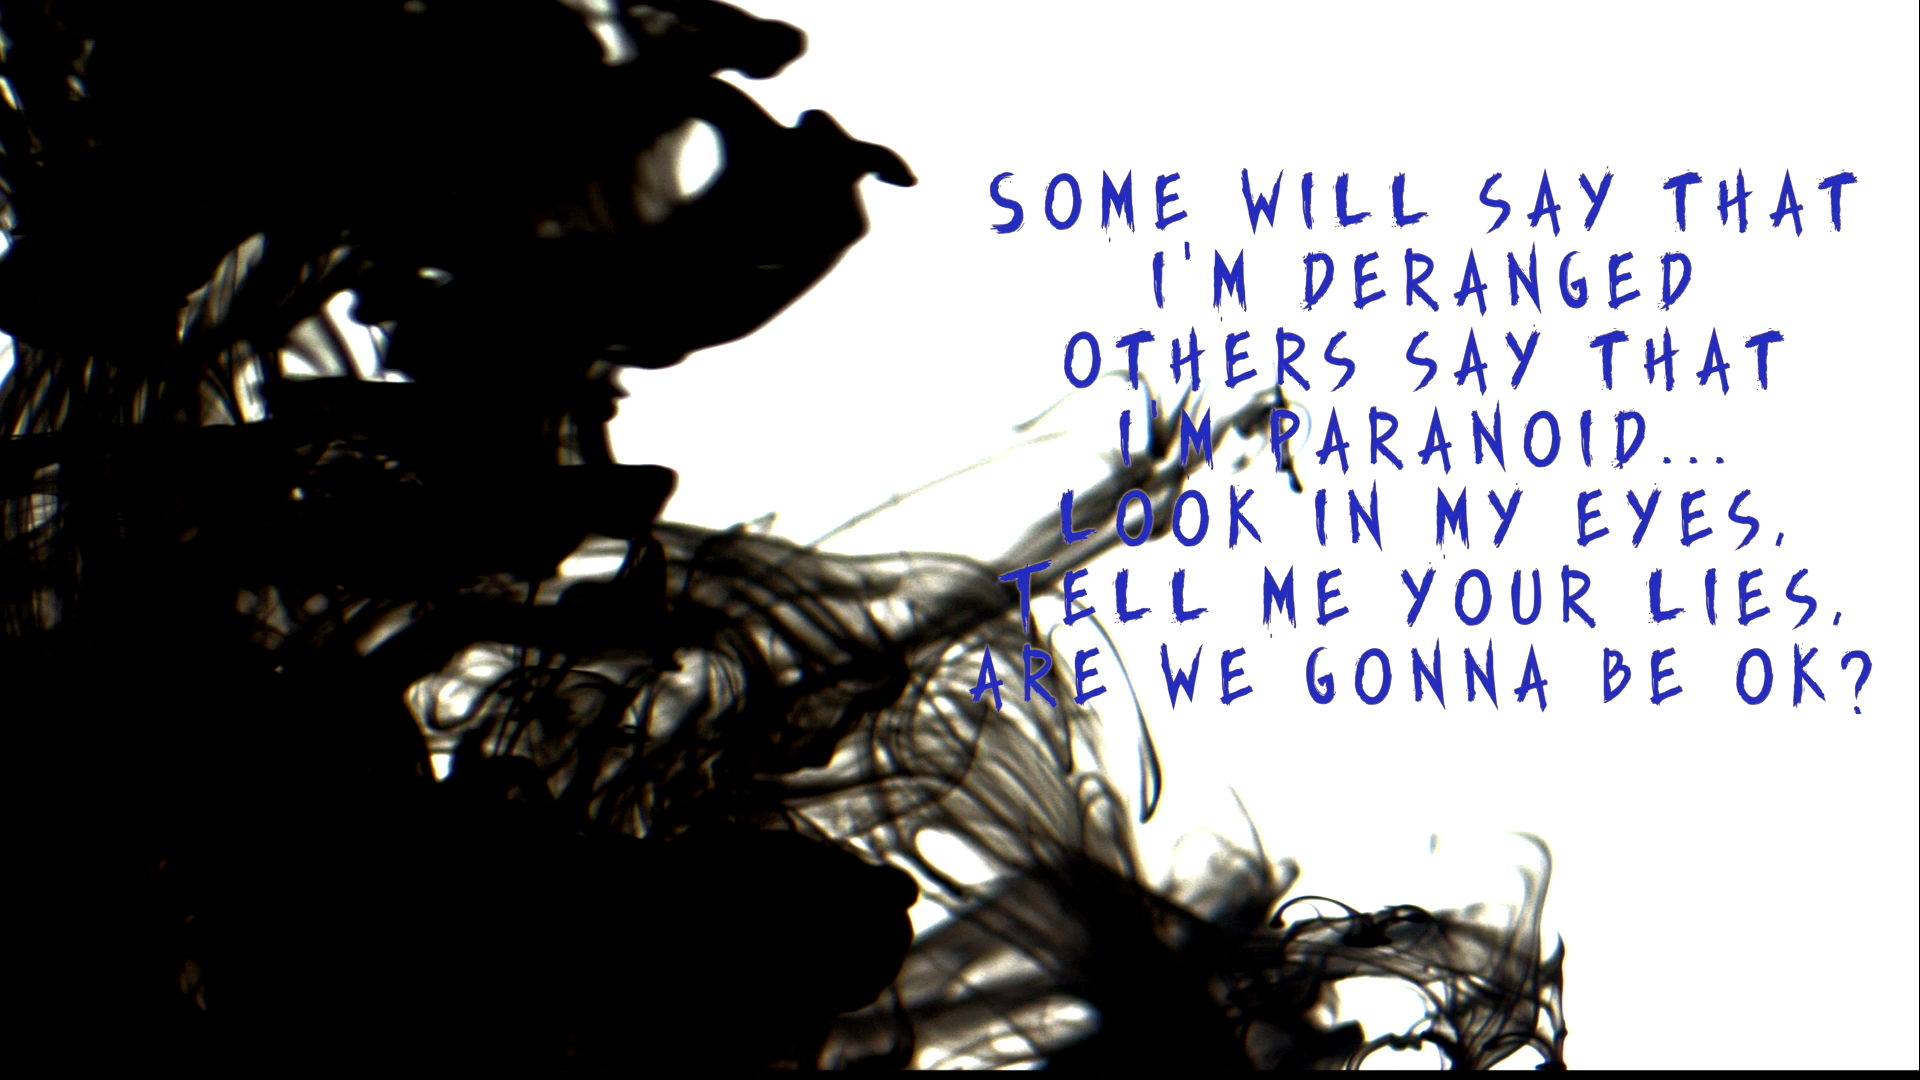 SOME WILL SAY THAT
I'M DERANGED
OTHERS SAY THAT
I'M PARANOID...
LOOK IN MY EYES,
TELL ME YOUR LIES,
ARE WE GONNA BE OK?